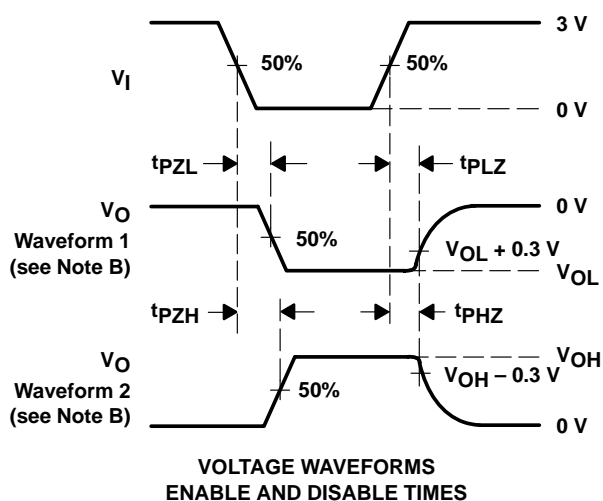 3 V
VI
50%
50%
0 V
tPZL
tPLZ
VO
Waveform 1
(see Note B)
0 V
50%
VOL + 0.3 V
VOL
tPZH
tPHZ
VO
Waveform 2
(see Note B)
VOH
50%
VOH – 0.3 V
0 V
VOLTAGE WAVEFORMS
ENABLE AND DISABLE TIMES